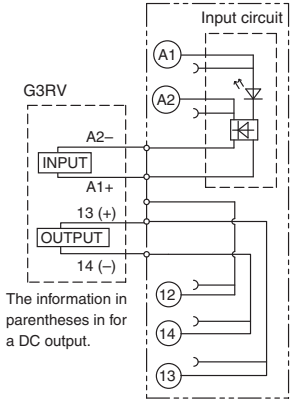 Input circuit
A1
G3RV
A2
A2–
INPUT
A1+
13 (+)
OUTPUT
14 (–)
The information in
parentheses in for
a DC output.
12
14
13